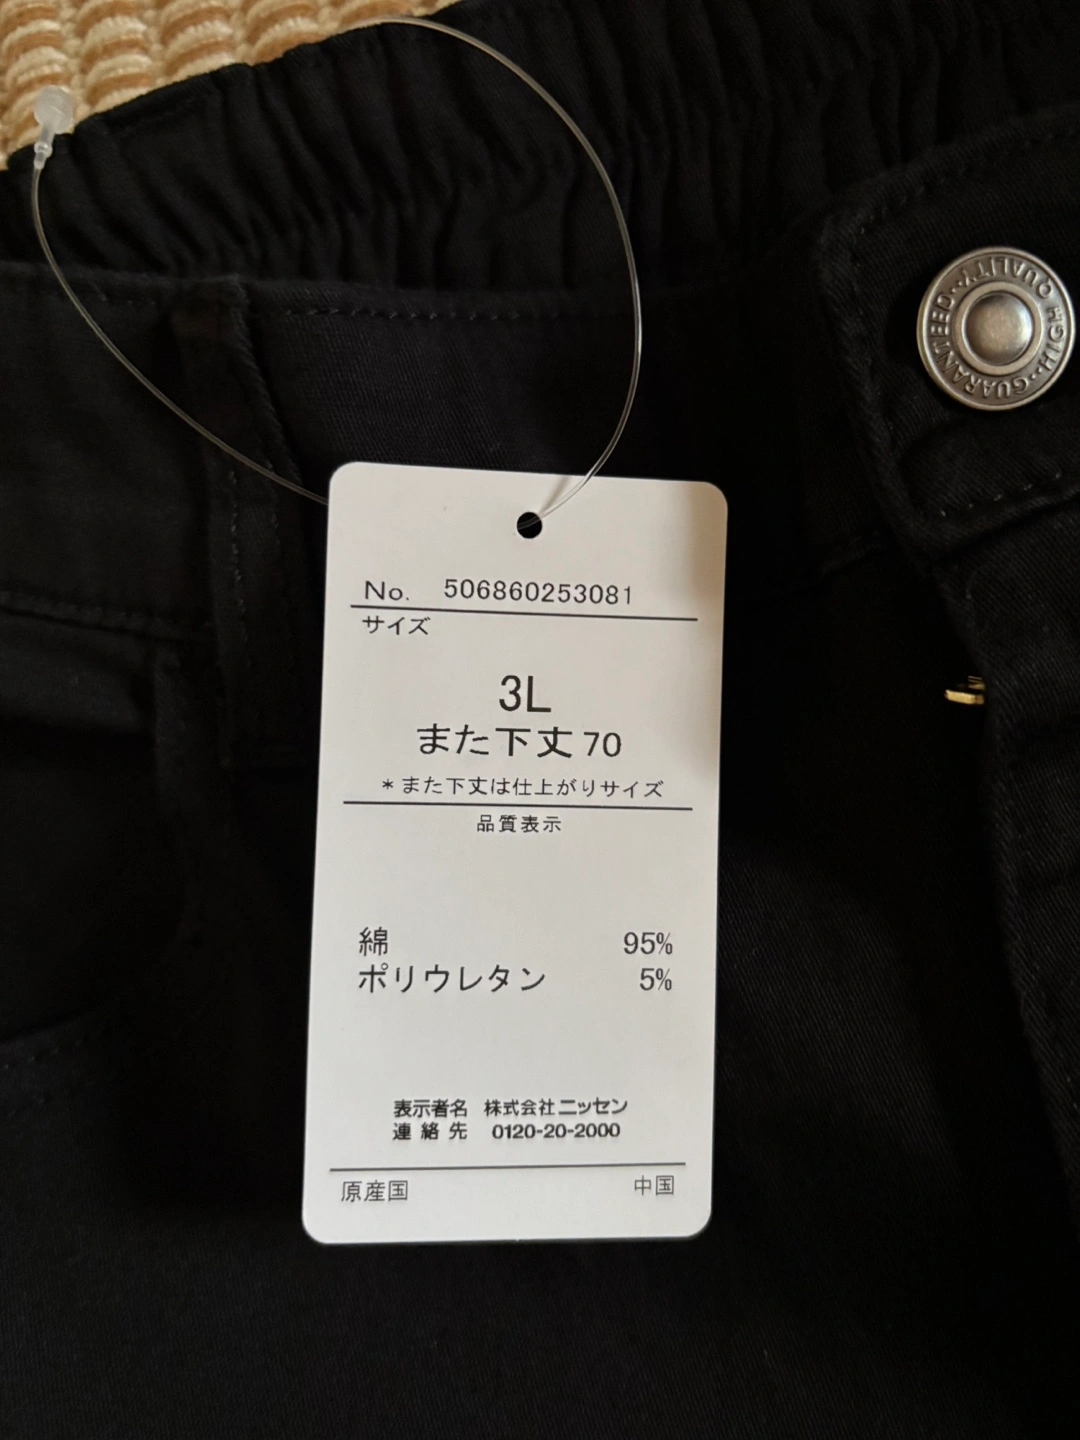 HIGH QUALITY・・GUARANTEED・・
No. 506860253081
サイズ
3L
また下丈70
*また下丈は仕上がりサイズ
品質表示
綿 95%
ポリウレタン 5%
表示者名 株式会社ニッセン
連絡先 0120-20-2000
原産国 中国